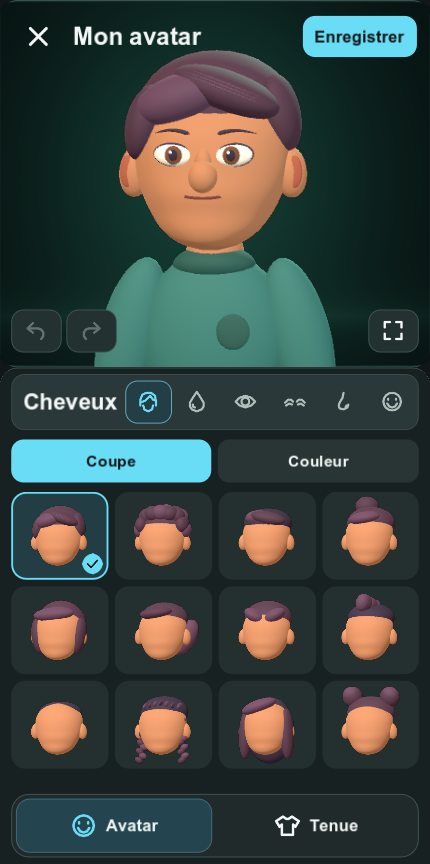 Mon avatar
Enregistrer
Cheveux
Coupe
Couleur
Avatar
Tenue